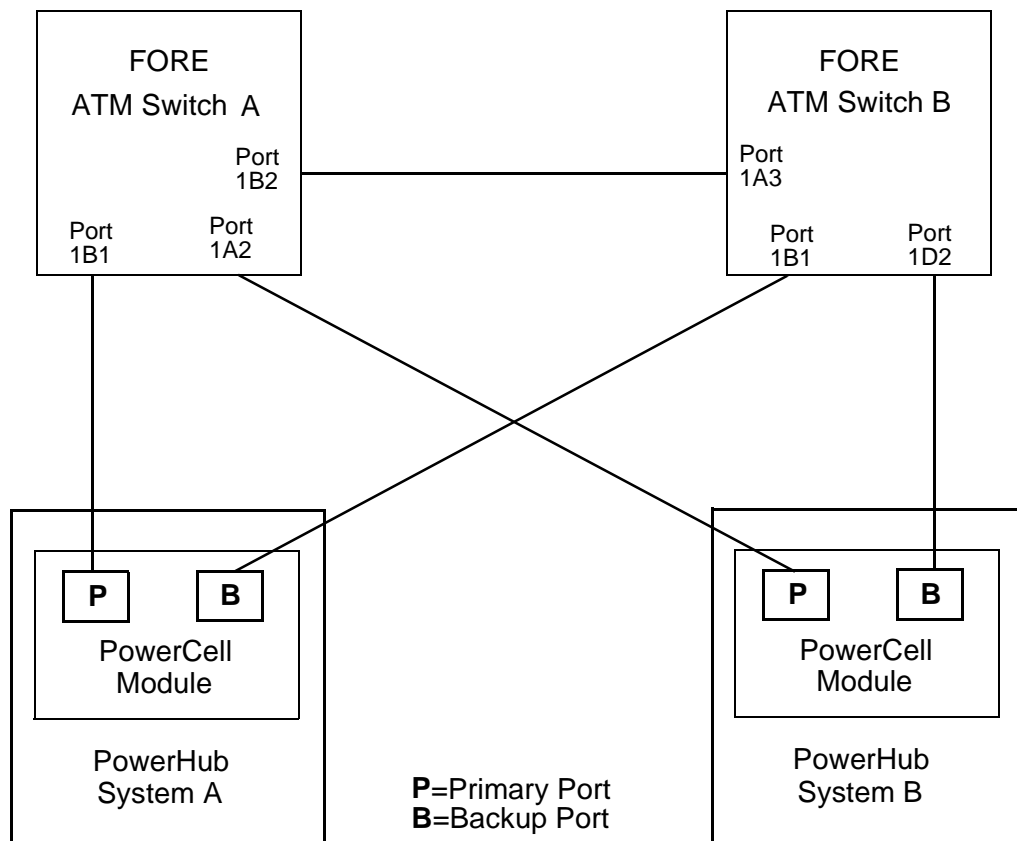 FORE
ATM Switch A
Port
1B2
Port
1B1
Port
1A2
FORE
ATM Switch B
Port
1A3
Port
1B1
Port
1D2
P
B
PowerCell
Module
PowerHub
System A
P
B
PowerCell
Module
PowerHub
System B
P=Primary Port
B=Backup Port